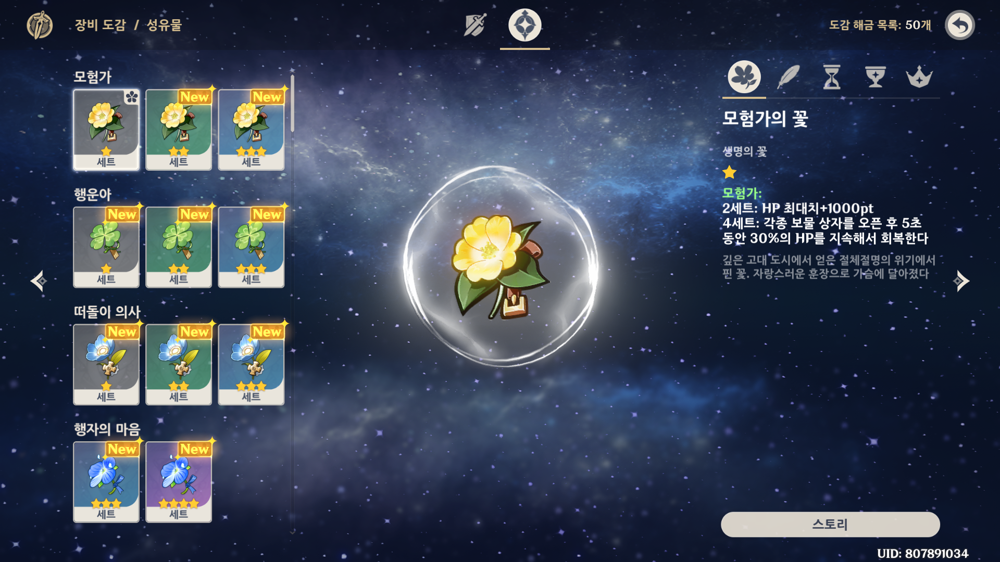 장비 도감 / 성유물
도감 해금 목록: 50개
모험가
New
New
세트
세트
세트
행운아
New
New
New
세트
세트
세트
떠돌이 의사
New
New
New
세트
세트
세트
행자의 마음
New
New
세트
세트
모험가의 꽃
생명의 꽃
모험가:
2세트: HP 최대치+1000pt
4세트: 각종 보물 상자를 오픈 후 5초
동안 30%의 HP를 지속해서 회복한다
깊은 고대 도시에서 얻은 절체절명의 위기에서
핀 꽃. 자랑스러운 훈장으로 가슴에 달아졌다
스토리
UID: 807891034